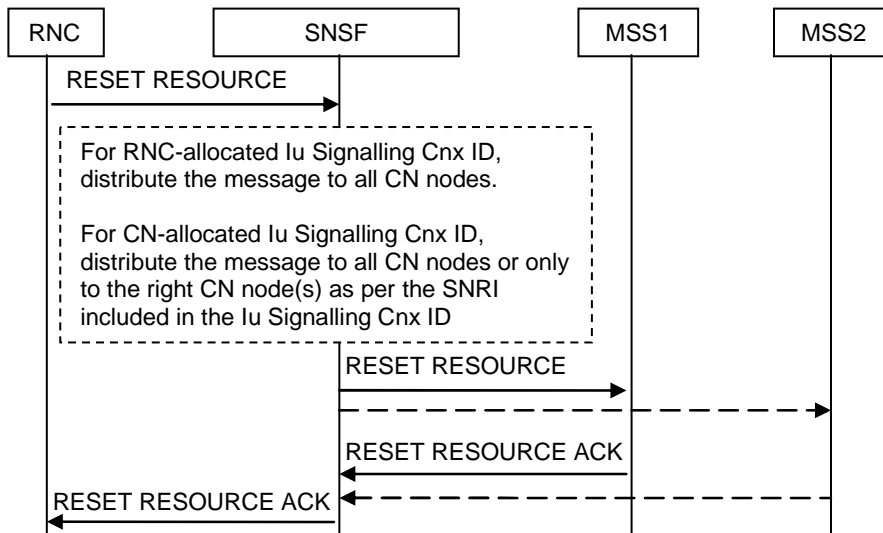 RNC
SNSF
MSS1
MSS2
RESET RESOURCE
For RNC-allocated Iu Signalling Cnx ID,
distribute the message to all CN nodes.
For CN-allocated Iu Signalling Cnx ID,
distribute the message to all CN nodes or only
to the right CN node(s) as per the SNRI
included in the Iu Signalling Cnx ID
RESET RESOURCE
RESET RESOURCE ACK
RESET RESOURCE ACK